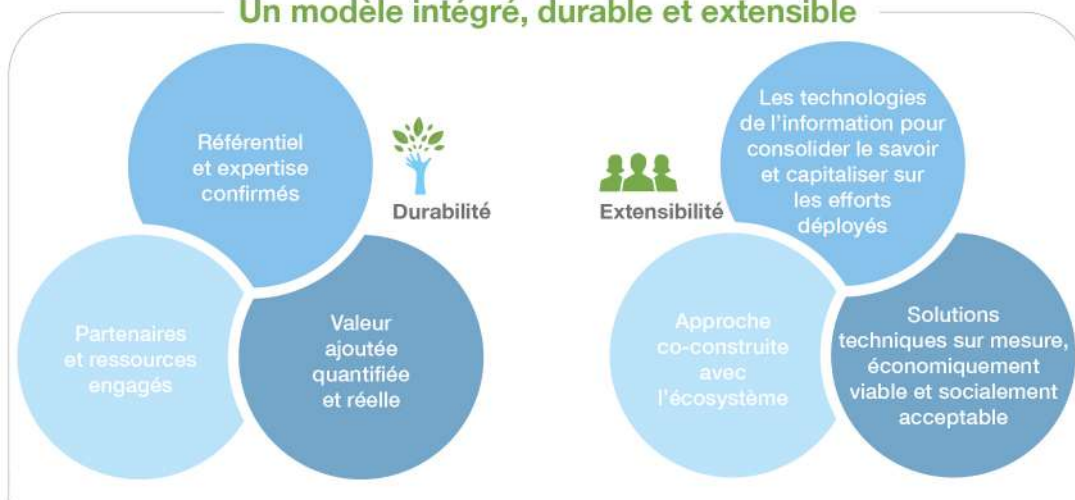 Un modèle intégré, durable et extensible
Référentiel
et expertise
confirmés
Durabilité
Partenaires
et ressources
engagés
Valeur
ajoutée
quantifiée
et réelle
Extensibilité
Les technologies
de l'information pour
consolider le savoir
et capitaliser sur
les efforts
déployés
Approche
co-construite
avec
l'écosystème
Solutions
techniques sur mesure,
économiquement
viable et socialement
acceptable